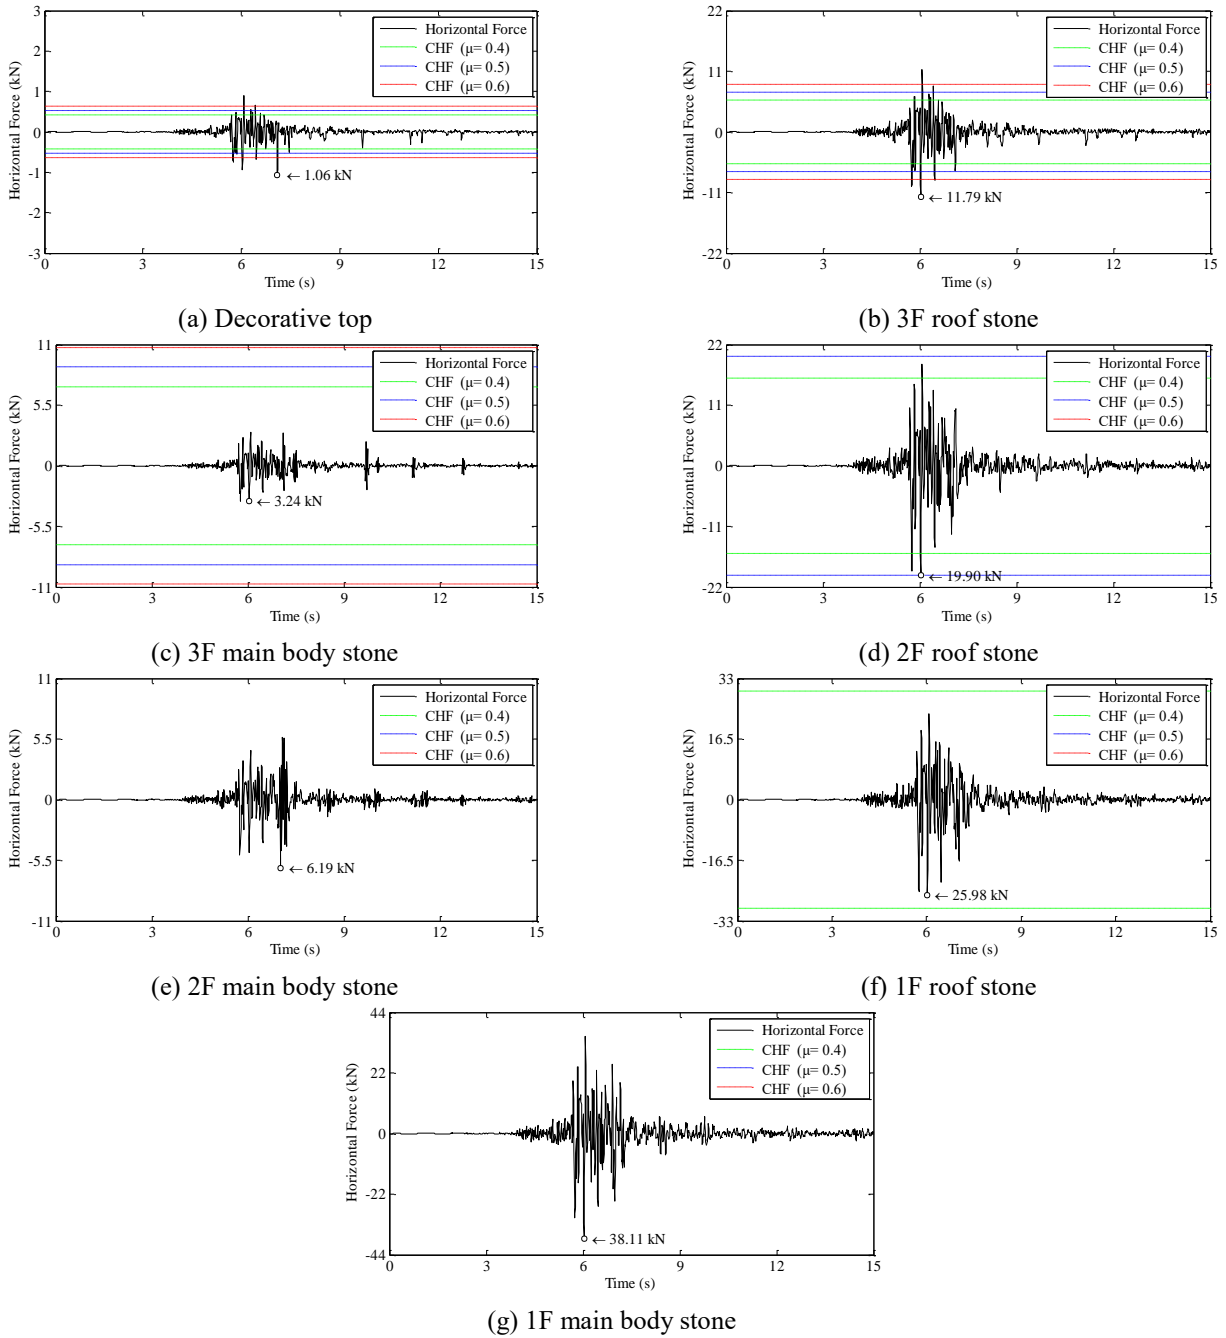 3
2
1
0
-1
-2
-3
Horizontal Force (kN)
Horizontal Force
CHF (μ= 0.4)
CHF (μ= 0.5)
CHF (μ= 0.6)
← 1.06 kN
0 3 6 9 12 15
Time (s)
(a) Decorative top
22
11
0
-11
-22
Horizontal Force (kN)
Horizontal Force
CHF (μ= 0.4)
CHF (μ= 0.5)
CHF (μ= 0.6)
← 11.79 kN
0 3 6 9 12 15
Time (s)
(b) 3F roof stone
11
5.5
0
-5.5
-11
Horizontal Force (kN)
Horizontal Force
CHF (μ= 0.4)
CHF (μ= 0.5)
CHF (μ= 0.6)
← 3.24 kN
0 3 6 9 12 15
Time (s)
(c) 3F main body stone
22
11
0
-11
-22
Horizontal Force (kN)
Horizontal Force
CHF (μ= 0.4)
CHF (μ= 0.5)
CHF (μ= 0.6)
← 19.90 kN
0 3 6 9 12 15
Time (s)
(d) 2F roof stone
11
5.5
0
-5.5
-11
Horizontal Force (kN)
Horizontal Force
CHF (μ= 0.4)
CHF (μ= 0.5)
CHF (μ= 0.6)
← 6.19 kN
0 3 6 9 12 15
Time (s)
(e) 2F main body stone
33
16.5
0
-16.5
-33
Horizontal Force (kN)
Horizontal Force
CHF (μ= 0.4)
CHF (μ= 0.5)
CHF (μ= 0.6)
← 25.98 kN
0 3 6 9 12 15
Time (s)
(f) 1F roof stone
44
22
0
-22
-44
Horizontal Force (kN)
Horizontal Force
CHF (μ= 0.4)
CHF (μ= 0.5)
CHF (μ= 0.6)
← 38.11 kN
0 3 6 9 12 15
Time (s)
(g) 1F main body stone